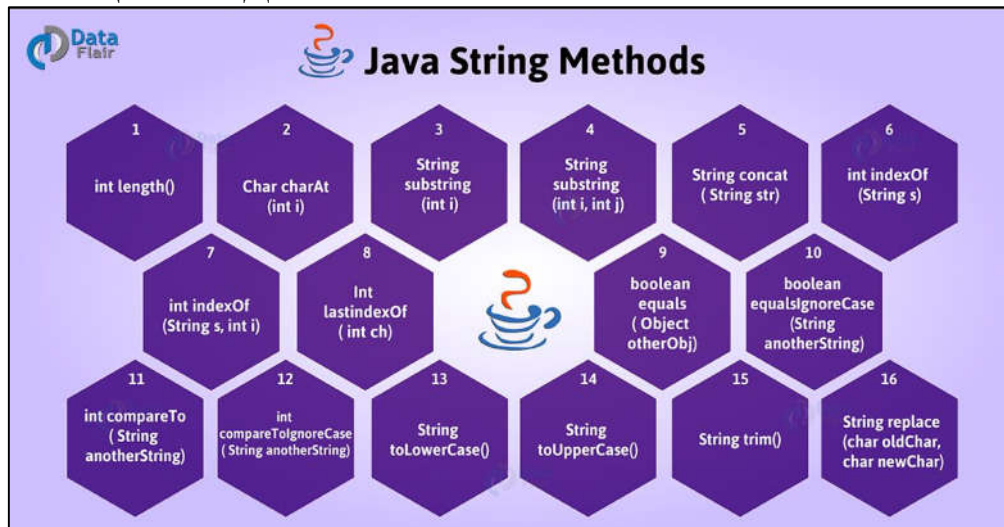 Data
Flair
Java String Methods
1
int length()
2
Char charAt
(int i)
3
String
substring
(int i)
4
String
substring
(int i, int j)
5
String concat
( String str)
6
int indexOf
(String s)
7
int indexOf
(String s, int i)
8
Int
lastindexOf
( int ch)
9
boolean
equals
( Object
otherObj)
10
boolean
equalsIgnoreCase
(String
anotherString)
11
int compareTo
( String
anotherString)
12
int
compareToIgnoreCase
( String anotherString)
13
String
toLowerCase()
14
String
toUpperCase()
15
String trim()
16
String replace
(char oldChar,
char newChar)